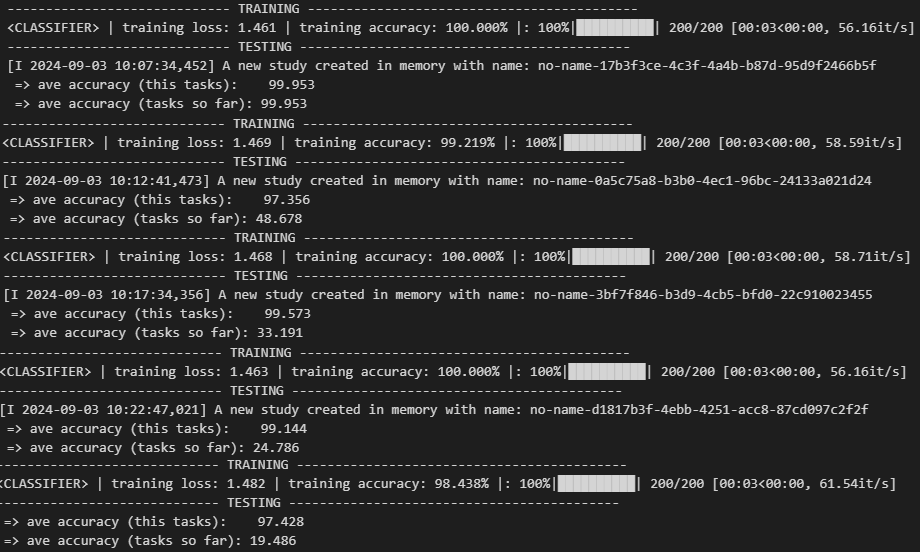 ---------------------------- TRAINING ------------------------------------------
<CLASSIFIER> | training loss: 1.461 | training accuracy: 100.000% |: 100%|██████████| 200/200 [00:03<00:00, 56.16it/s]
---------------------------- TESTING ------------------------------------------
[I 2024-09-03 10:07:34,452] A new study created in memory with name: no-name-17b3f3ce-4c3f-4a4b-b87d-95d9f2466b5f
=> ave accuracy (this tasks):    99.953
=> ave accuracy (tasks so far): 99.953
---------------------------- TRAINING ------------------------------------------
<CLASSIFIER> | training loss: 1.469 | training accuracy: 99.219% |: 100%|██████████| 200/200 [00:03<00:00, 58.59it/s]
---------------------------- TESTING ------------------------------------------
[I 2024-09-03 10:12:41,473] A new study created in memory with name: no-name-0a5c75a8-b3b0-4ec1-96bc-24133a021d24
=> ave accuracy (this tasks):    97.356
=> ave accuracy (tasks so far): 48.678
---------------------------- TRAINING ------------------------------------------
<CLASSIFIER> | training loss: 1.468 | training accuracy: 100.000% |: 100%|██████████| 200/200 [00:03<00:00, 58.71it/s]
---------------------------- TESTING ------------------------------------------
[I 2024-09-03 10:17:34,356] A new study created in memory with name: no-name-3bf7f846-b3d9-4cb5-bfd0-22c910023455
=> ave accuracy (this tasks):    99.573
=> ave accuracy (tasks so far): 33.191
---------------------------- TRAINING ------------------------------------------
<CLASSIFIER> | training loss: 1.463 | training accuracy: 100.000% |: 100%|██████████| 200/200 [00:03<00:00, 56.16it/s]
---------------------------- TESTING ------------------------------------------
[I 2024-09-03 10:22:47,021] A new study created in memory with name: no-name-d1817b3f-4ebb-4251-acc8-87cd097c2f2f
=> ave accuracy (this tasks):    99.144
=> ave accuracy (tasks so far): 24.786
---------------------------- TRAINING ------------------------------------------
<CLASSIFIER> | training loss: 1.482 | training accuracy: 98.438% |: 100%|██████████| 200/200 [00:03<00:00, 61.54it/s]
---------------------------- TESTING ------------------------------------------
=> ave accuracy (this tasks):    97.428
=> ave accuracy (tasks so far): 19.486